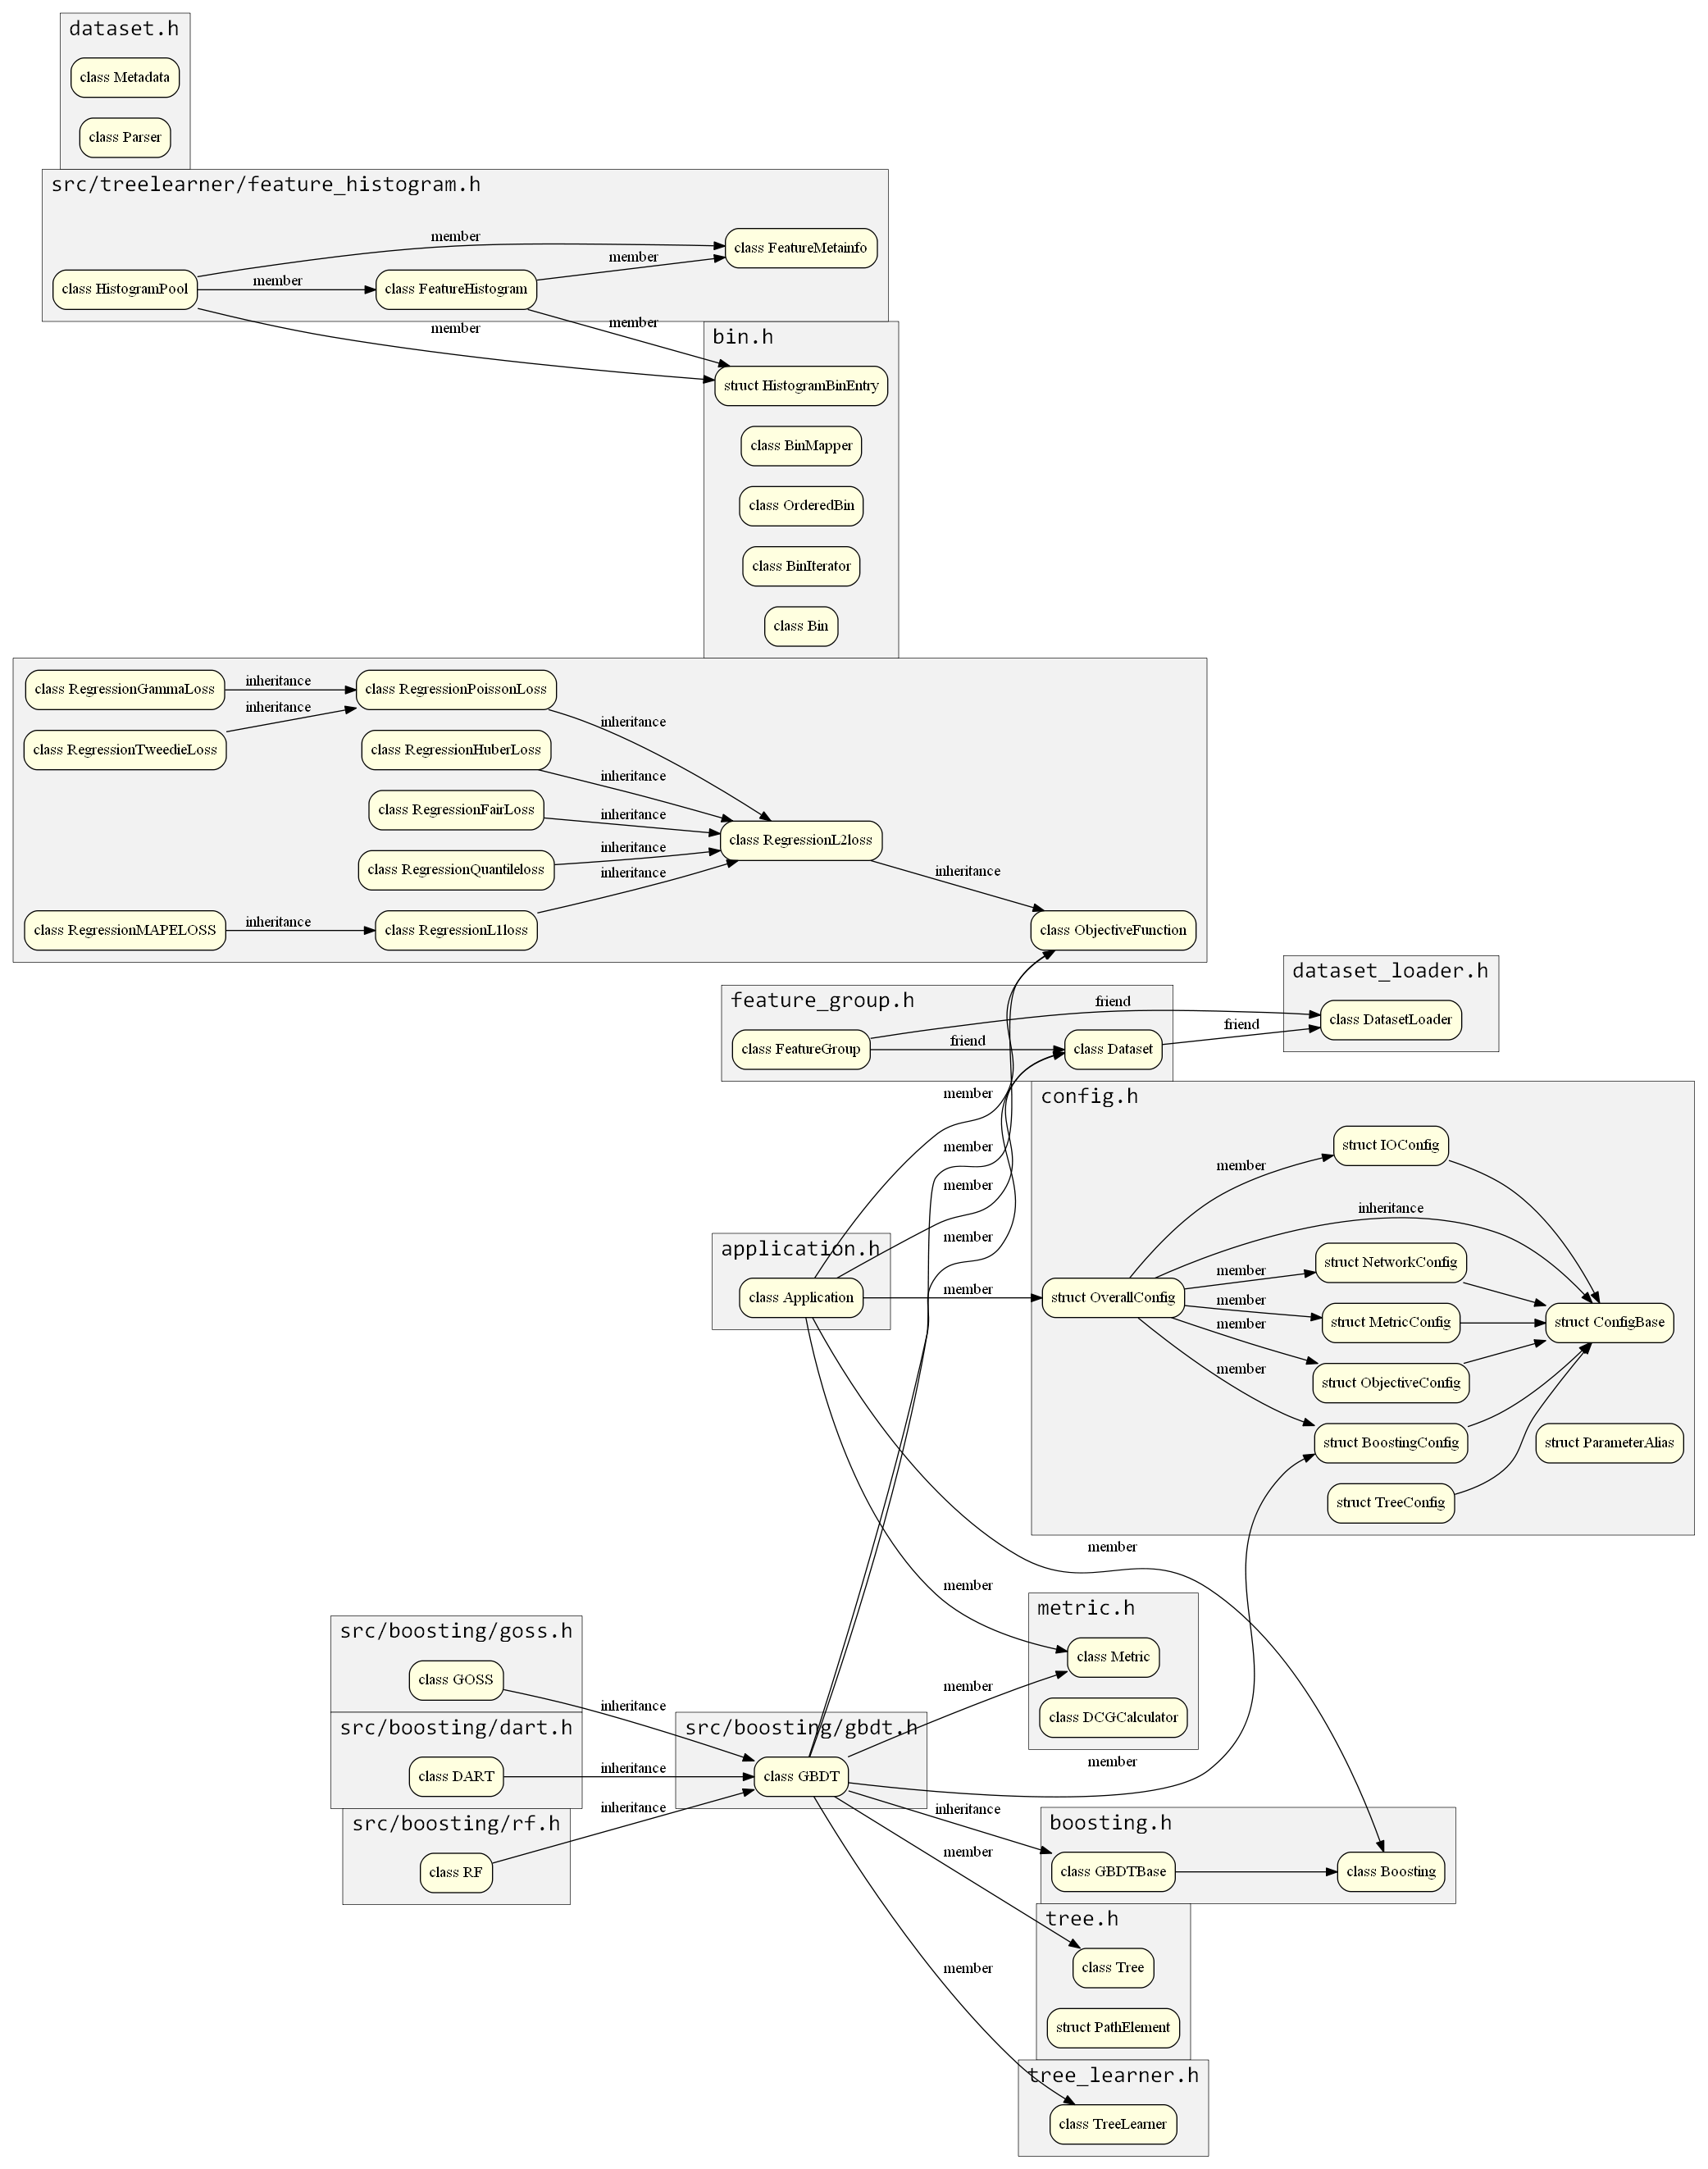 dataset.h
class Metadata
class Parser
src/treelearner/feature_histogram.h
member
class FeatureMetainfo
member
class HistogramPool
member
class FeatureHistogram
member
member
bin.h
struct HistogramBinEntry
class BinMapper
class OrderedBin
class BinIterator
class Bin
class RegressionGammaLoss
inheritance
class RegressionPoissonLoss
inheritance
inheritance
class RegressionTweedieLoss
class RegressionHuberLoss
inheritance
class RegressionFairLoss
inheritance
class RegressionL2loss
inheritance
class RegressionQuantileloss
inheritance
inheritance
class RegressionMAPELOSS
inheritance
class RegressionL1loss
class ObjectiveFunction
dataset_loader.h
feature_group.h
friend
class DatasetLoader
friend
class FeatureGroup
friend
class Dataset
member
config.h
member
struct IOConfig
member
member
inheritance
member
application.h
struct NetworkConfig
member
class Application
member
struct OverallConfig
member
struct MetricConfig
struct ConfigBase
member
struct ObjectiveConfig
member
struct BoostingConfig
struct ParameterAlias
struct TreeConfig
member
member
metric.h
src/boosting/goss.h
class Metric
class GOSS
member
inheritance
class DCGCalculator
src/boosting/dart.h
src/boosting/gbdt.h
member
inheritance
class DART
class GBDT
inheritance
inheritance
src/boosting/rf.h
boosting.h
member
class RF
class GBDTBase
class Boosting
tree.h
member
class Tree
struct PathElement
tree_learner.h
class TreeLearner